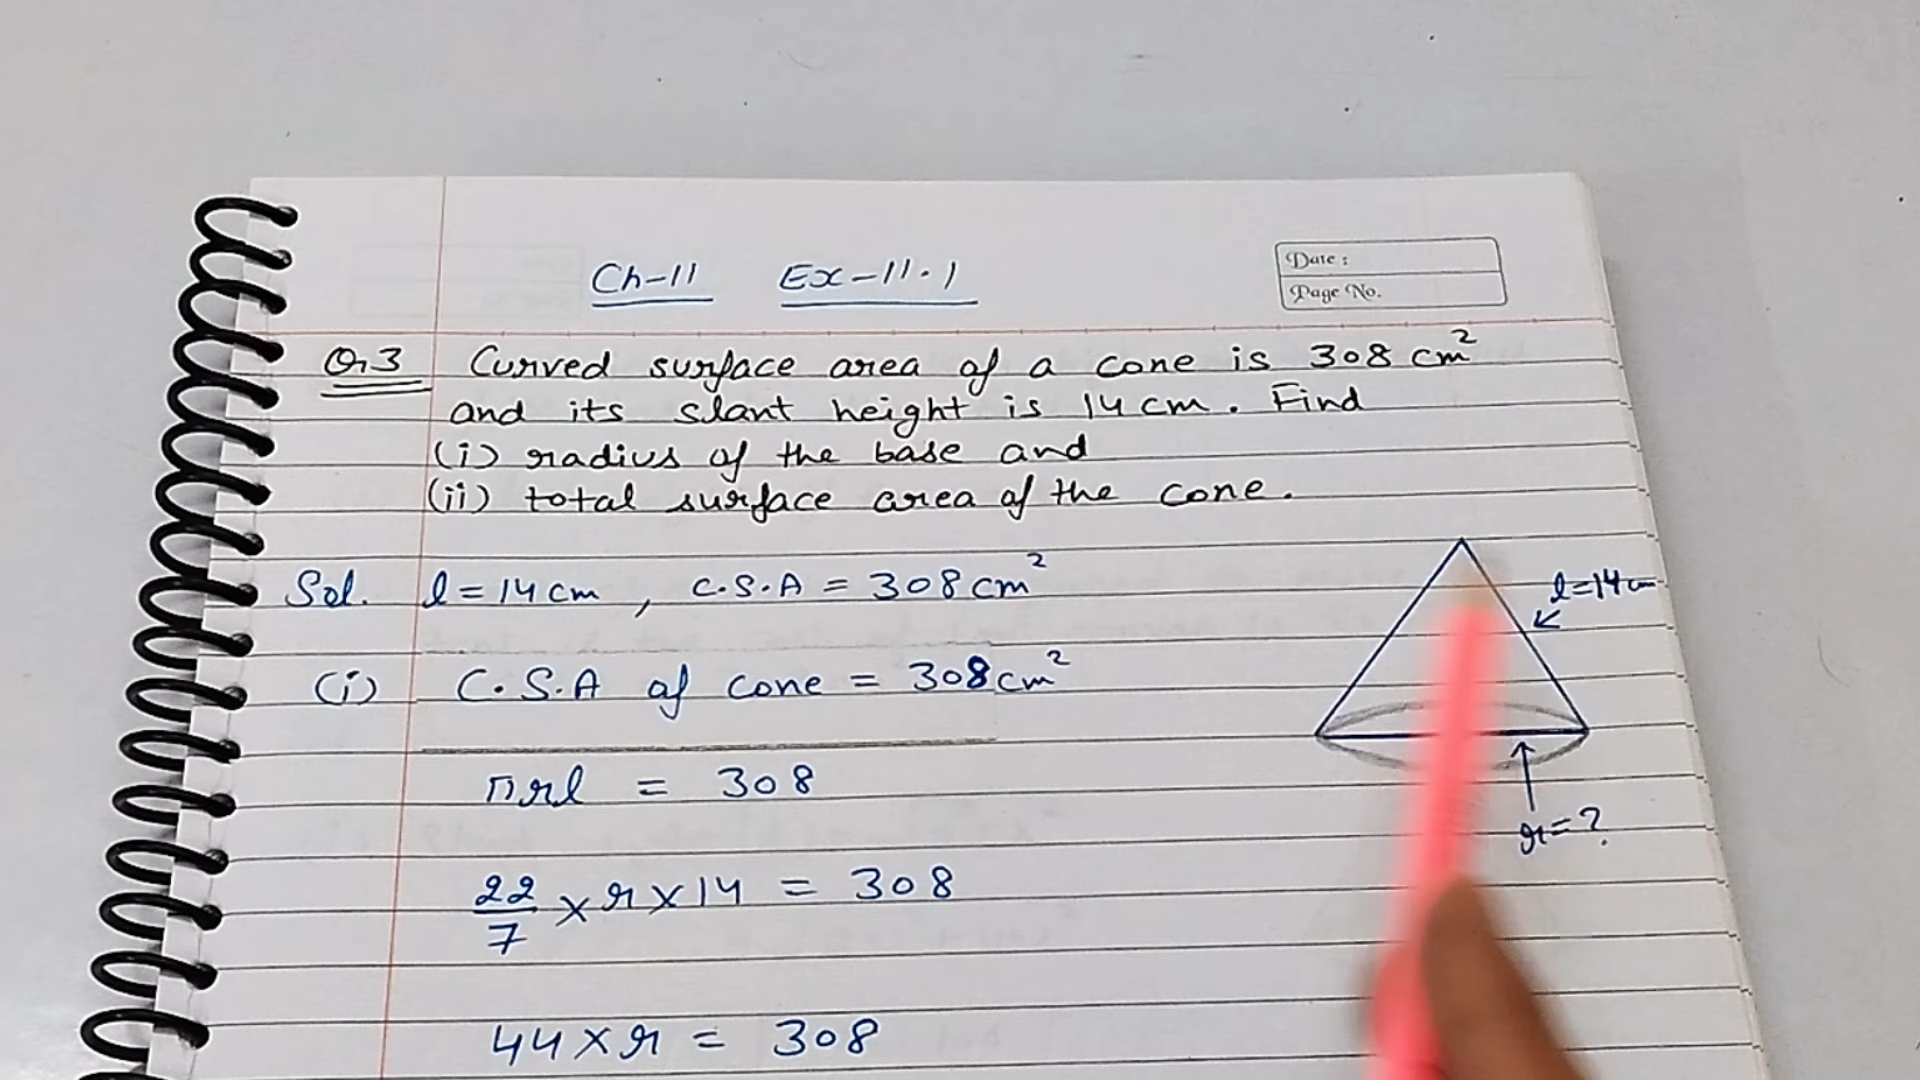 Ch-11 Ex-11.1
Date :
Page No.
Q.3 Curved surface area of a cone is 308 cm²
and its slant height is 14 cm. Find
(i) radius of the base and
(ii) total surface area of the cone.
Sol. l = 14 cm, C.S.A = 308 cm²
l = 14 cm
(i) C.S.A of cone = 308 cm²
πrl = 308
r = ?
22/7 × r × 14 = 308
44 × r = 308